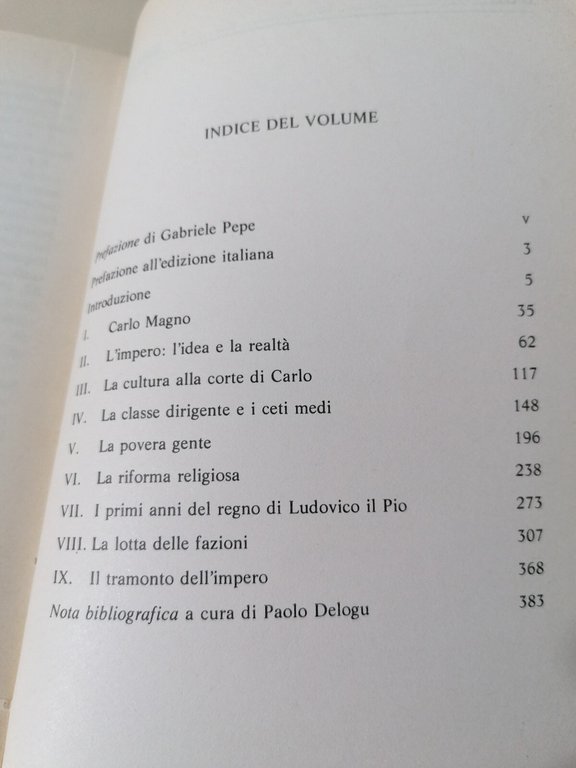 INDICE DEL VOLUME
Prefazione di Gabriele Pepe v
Prefazione all'edizione italiana 3
Introduzione 5
I. Carlo Magno 35
II. L'impero: l'idea e la realtà 62
III. La cultura alla corte di Carlo 117
IV. La classe dirigente e i ceti medi 148
V. La povera gente 196
VI. La riforma religiosa 238
VII. I primi anni del regno di Ludovico il Pio 273
VIII. La lotta delle fazioni 307
IX. Il tramonto dell'impero 368
Nota bibliografica a cura di Paolo Delogu 383